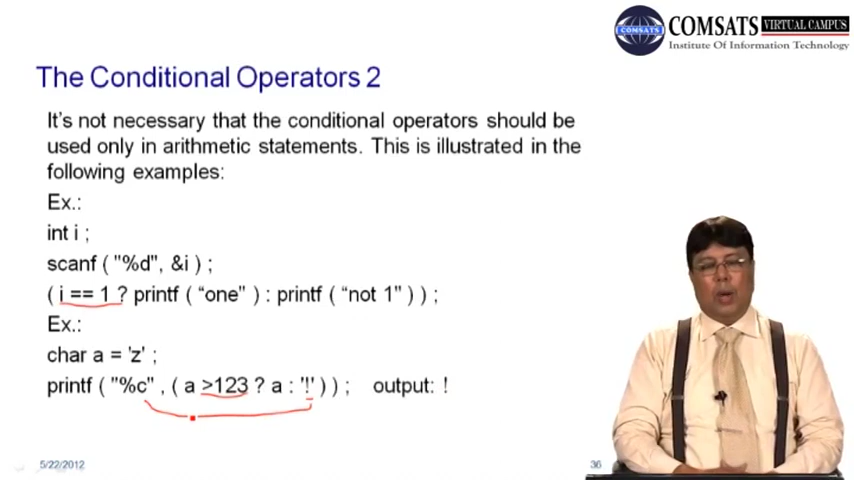 COMSATS VIRTUAL CAMPUS
Institute Of Information Technology
The Conditional Operators 2
It's not necessary that the conditional operators should be
used only in arithmetic statements. This is illustrated in the
following examples:
Ex.:
int i ;
scanf ( "%d", &i ) ;
( i == 1 ? printf ( “one” ) : printf ( “not 1” ) ) ;
Ex.:
char a = 'z' ;
printf ( "%c" , ( a >123 ? a : '!' ) ) ; output: !
5/22/2012
36